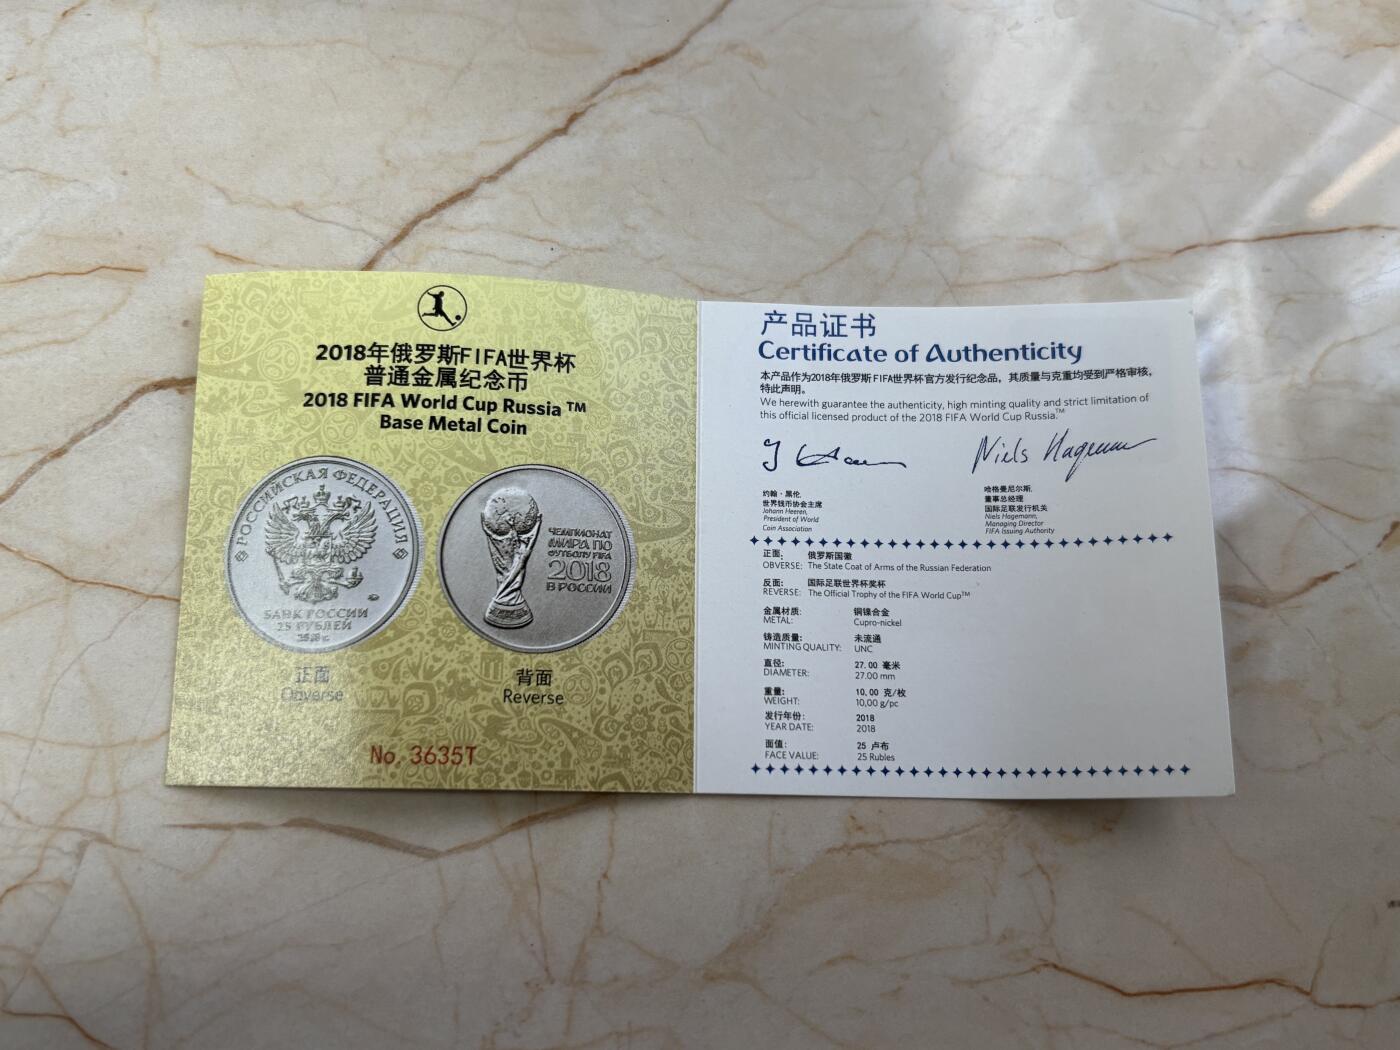 2018年俄罗斯FIFA世界杯
普通金属纪念币
2018 FIFA World Cup Russia ™
Base Metal Coin
РОССИЙСКАЯ ФЕДЕРАЦИЯ
БАНК РОССИИ
25 РУБЛЕЙ
2018 г.
ЧЕМПИОНАТ
МИРА ПО
ФУТБОЛУ FIFA
2018
В РОССИИ
正面
Obverse
背面
Reverse
No. 3635T
产品证书
Certificate of Authenticity
本产品作为2018年俄罗斯FIFA世界杯官方发行纪念品，其质量与克重均受到严格审核，
特此声明。
We herewith guarantee the authenticity, high minting quality and strict limitation of
this official licensed product of the 2018 FIFA World Cup Russia.™
Niels Hagemann
约翰·黑伦,
世界钱币协会主席
Johann Heeren,
President of World
Coin Association
哈格曼尼尔斯,
董事总经理
国际足联发行机关
Niels Hagemann,
Managing Director
FIFA Issuing Authority
正面: 俄罗斯国徽
OBVERSE: The State Coat of Arms of the Russian Federation
反面: 国际足联世界杯奖杯
REVERSE: The Official Trophy of the FIFA World Cup™
金属材质: 铜镍合金
METAL: Cupro-nickel
铸造质量: 未流通
MINTING QUALITY: UNC
直径: 27.00 毫米
DIAMETER: 27.00 mm
重量: 10.00 克/枚
WEIGHT: 10,00 g/pc
发行年份: 2018
YEAR DATE: 2018
面值: 25 卢布
FACE VALUE: 25 Rubles